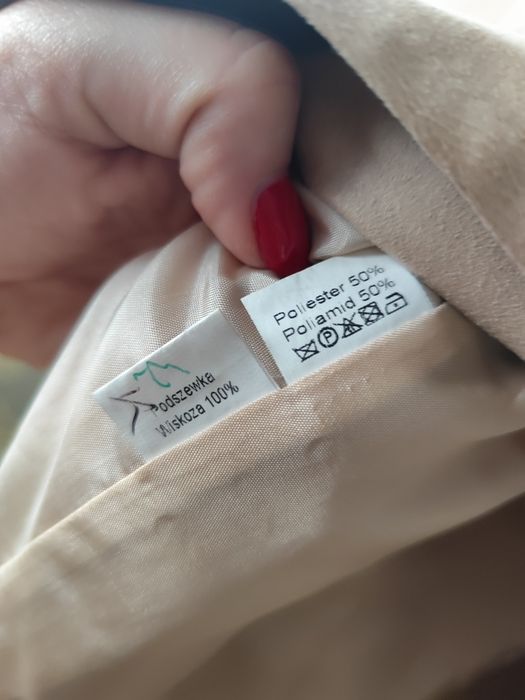 Podszewka
Wiskoza 100%
Poliester 50%
Poliamid 50%
P